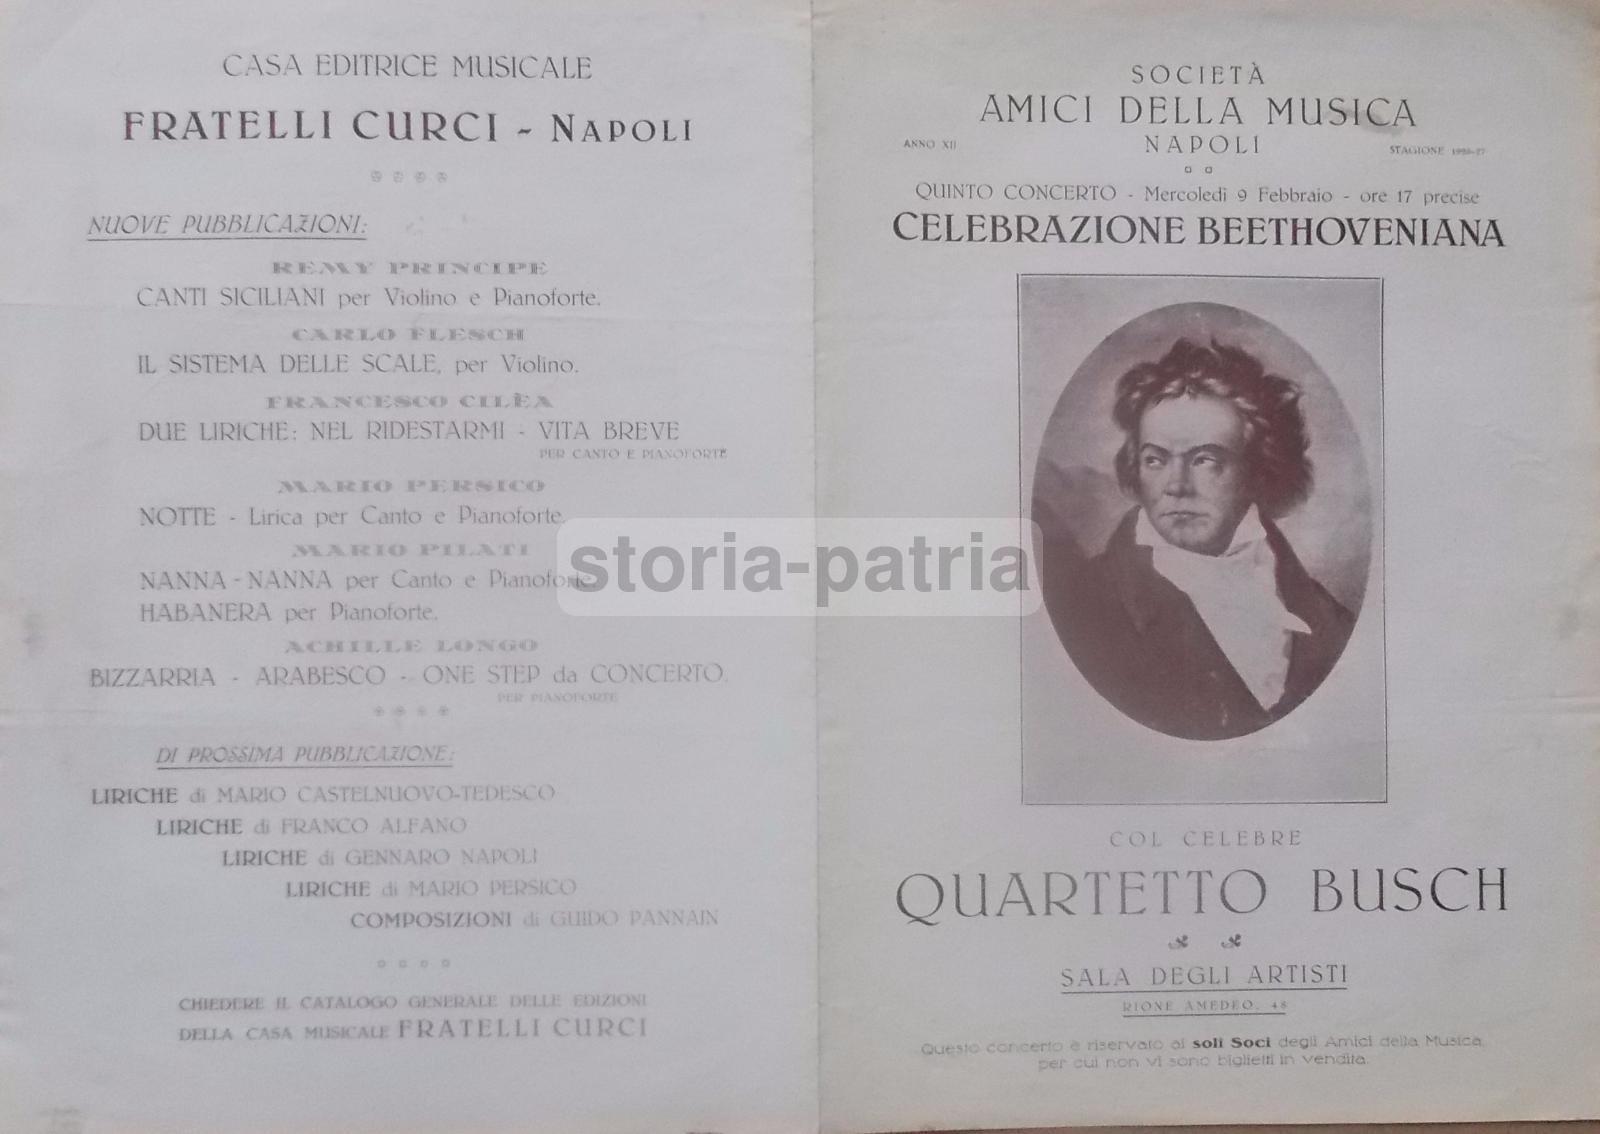 CASA EDITRICE MUSICALE
FRATELLI CURCI - NAPOLI
NUOVE PUBBLICAZIONI:
REMY PRINCIPE
CANTI SICILIANI per Violino e Pianoforte.
CARLO FLESCH
IL SISTEMA DELLE SCALE, per Violino.
FRANCESCO CILÈA
DUE LIRICHE: NEL RIDESTARMI - VITA BREVE
PER CANTO E PIANOFORTE
MARIO PERSICO
NOTTE - Lirica per Canto e Pianoforte.
MARIO PILATI
NANNA - NANNA per Canto e Pianoforte.
HABANERA per Pianoforte.
ACHILLE LONGO
BIZZARRIA - ARABESCO - ONE STEP da CONCERTO.
PER PIANOFORTE
DI PROSSIMA PUBBLICAZIONE:
LIRICHE di MARIO CASTELNUOVO-TEDESCO
LIRICHE di FRANCO ALFANO
LIRICHE di GENNARO NAPOLI
LIRICHE di MARIO PERSICO
COMPOSIZIONI di GUIDO PANNAIN
CHIEDERE IL CATALOGO GENERALE DELLE EDIZIONI
DELLA CASA MUSICALE FRATELLI CURCI
SOCIETÀ
AMICI DELLA MUSICA
ANNO XII NAPOLI STAGIONE 1926-27
QUINTO CONCERTO - Mercoledì 9 Febbraio - ore 17 precise
CELEBRAZIONE BEETHOVENIANA
COL CELEBRE
QUARTETTO BUSCH
SALA DEGLI ARTISTI
RIONE AMEDEO, 48
Questo concerto è riservato ai soli Soci degli Amici della Musica,
per cui non vi sono biglietti in vendita.
storia-patria